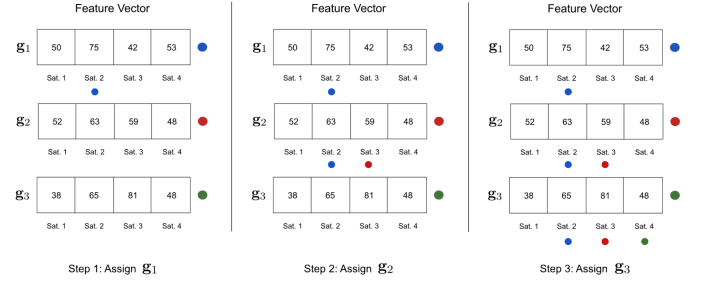 Feature Vector
g1
50 75 42 53
Sat. 1 Sat. 2 Sat. 3 Sat. 4
g2
52 63 59 48
Sat. 1 Sat. 2 Sat. 3 Sat. 4
g3
38 65 81 48
Sat. 1 Sat. 2 Sat. 3 Sat. 4
Step 1: Assign g1
Feature Vector
g1
50 75 42 53
Sat. 1 Sat. 2 Sat. 3 Sat. 4
g2
52 63 59 48
Sat. 1 Sat. 2 Sat. 3 Sat. 4
g3
38 65 81 48
Sat. 1 Sat. 2 Sat. 3 Sat. 4
Step 2: Assign g2
Feature Vector
g1
50 75 42 53
Sat. 1 Sat. 2 Sat. 3 Sat. 4
g2
52 63 59 48
Sat. 1 Sat. 2 Sat. 3 Sat. 4
g3
38 65 81 48
Sat. 1 Sat. 2 Sat. 3 Sat. 4
Step 3: Assign g3